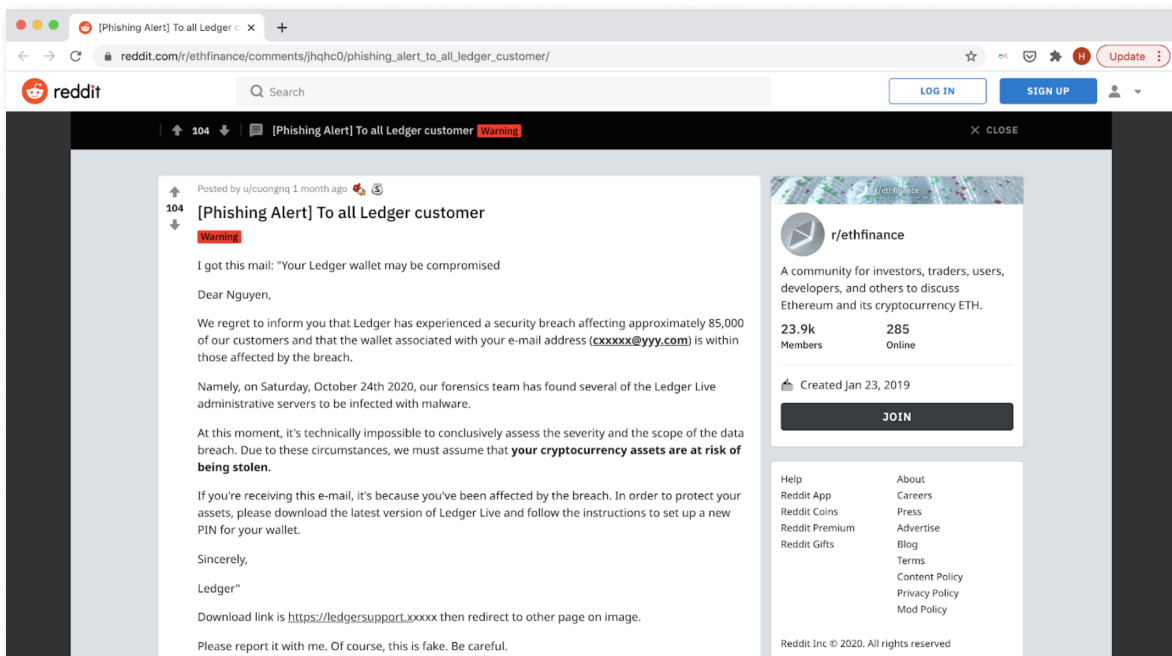 [Phishing Alert] To all Ledger c
reddit.com/r/ethfinance/comments/jhqhc0/phishing_alert_to_all_ledger_customer/
H
Update
reddit
Search
LOG IN
SIGN UP
104
[Phishing Alert] To all Ledger customer
Warning
CLOSE
Posted by u/cuongnq 1 month ago
104
[Phishing Alert] To all Ledger customer
Warning
I got this mail: "Your Ledger wallet may be compromised
Dear Nguyen,
We regret to inform you that Ledger has experienced a security breach affecting approximately 85,000
of our customers and that the wallet associated with your e-mail address (cxxxxx@yyy.com) is within
those affected by the breach.
Namely, on Saturday, October 24th 2020, our forensics team has found several of the Ledger Live
administrative servers to be infected with malware.
At this moment, it's technically impossible to conclusively assess the severity and the scope of the data
breach. Due to these circumstances, we must assume that your cryptocurrency assets are at risk of
being stolen.
If you're receiving this e-mail, it's because you've been affected by the breach. In order to protect your
assets, please download the latest version of Ledger Live and follow the instructions to set up a new
PIN for your wallet.
Sincerely,
Ledger"
Download link is https://ledgersupport.xxxxx then redirect to other page on image.
Please report it with me. Of course, this is fake. Be careful.
r/ethfinance
r/ethfinance
A community for investors, traders, users,
developers, and others to discuss
Ethereum and its cryptocurrency ETH.
23.9k
285
Members
Online
Created Jan 23, 2019
JOIN
Help
About
Reddit App
Careers
Reddit Coins
Press
Reddit Premium
Advertise
Reddit Gifts
Blog
Terms
Content Policy
Privacy Policy
Mod Policy
Reddit Inc © 2020. All rights reserved